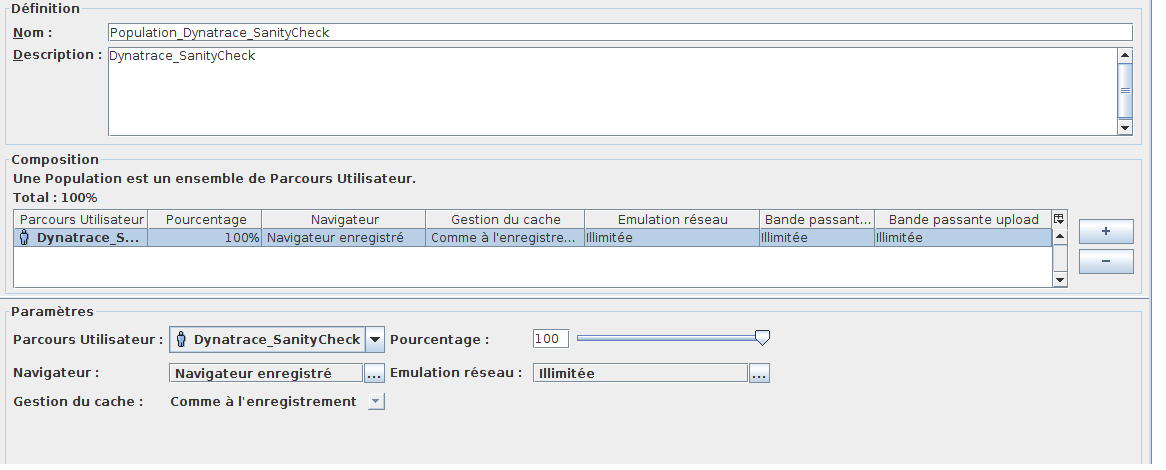 Définition
Nom : Population_Dynatrace_SanityCheck
Description : Dynatrace_SanityCheck
Composition
Une Population est un ensemble de Parcours Utilisateur.
Total : 100%
Parcours Utilisateur Pourcentage Navigateur Gestion du cache Emulation réseau Bande passant... Bande passante upload
Dynatrace_S... 100% Navigateur enregistré Comme à l'enregistre... Illimitée Illimitée Illimitée
+
−
Paramètres
Parcours Utilisateur : Dynatrace_SanityCheck Pourcentage : 100
Navigateur : Navigateur enregistré ... Emulation réseau : Illimitée ...
Gestion du cache : Comme à l'enregistrement